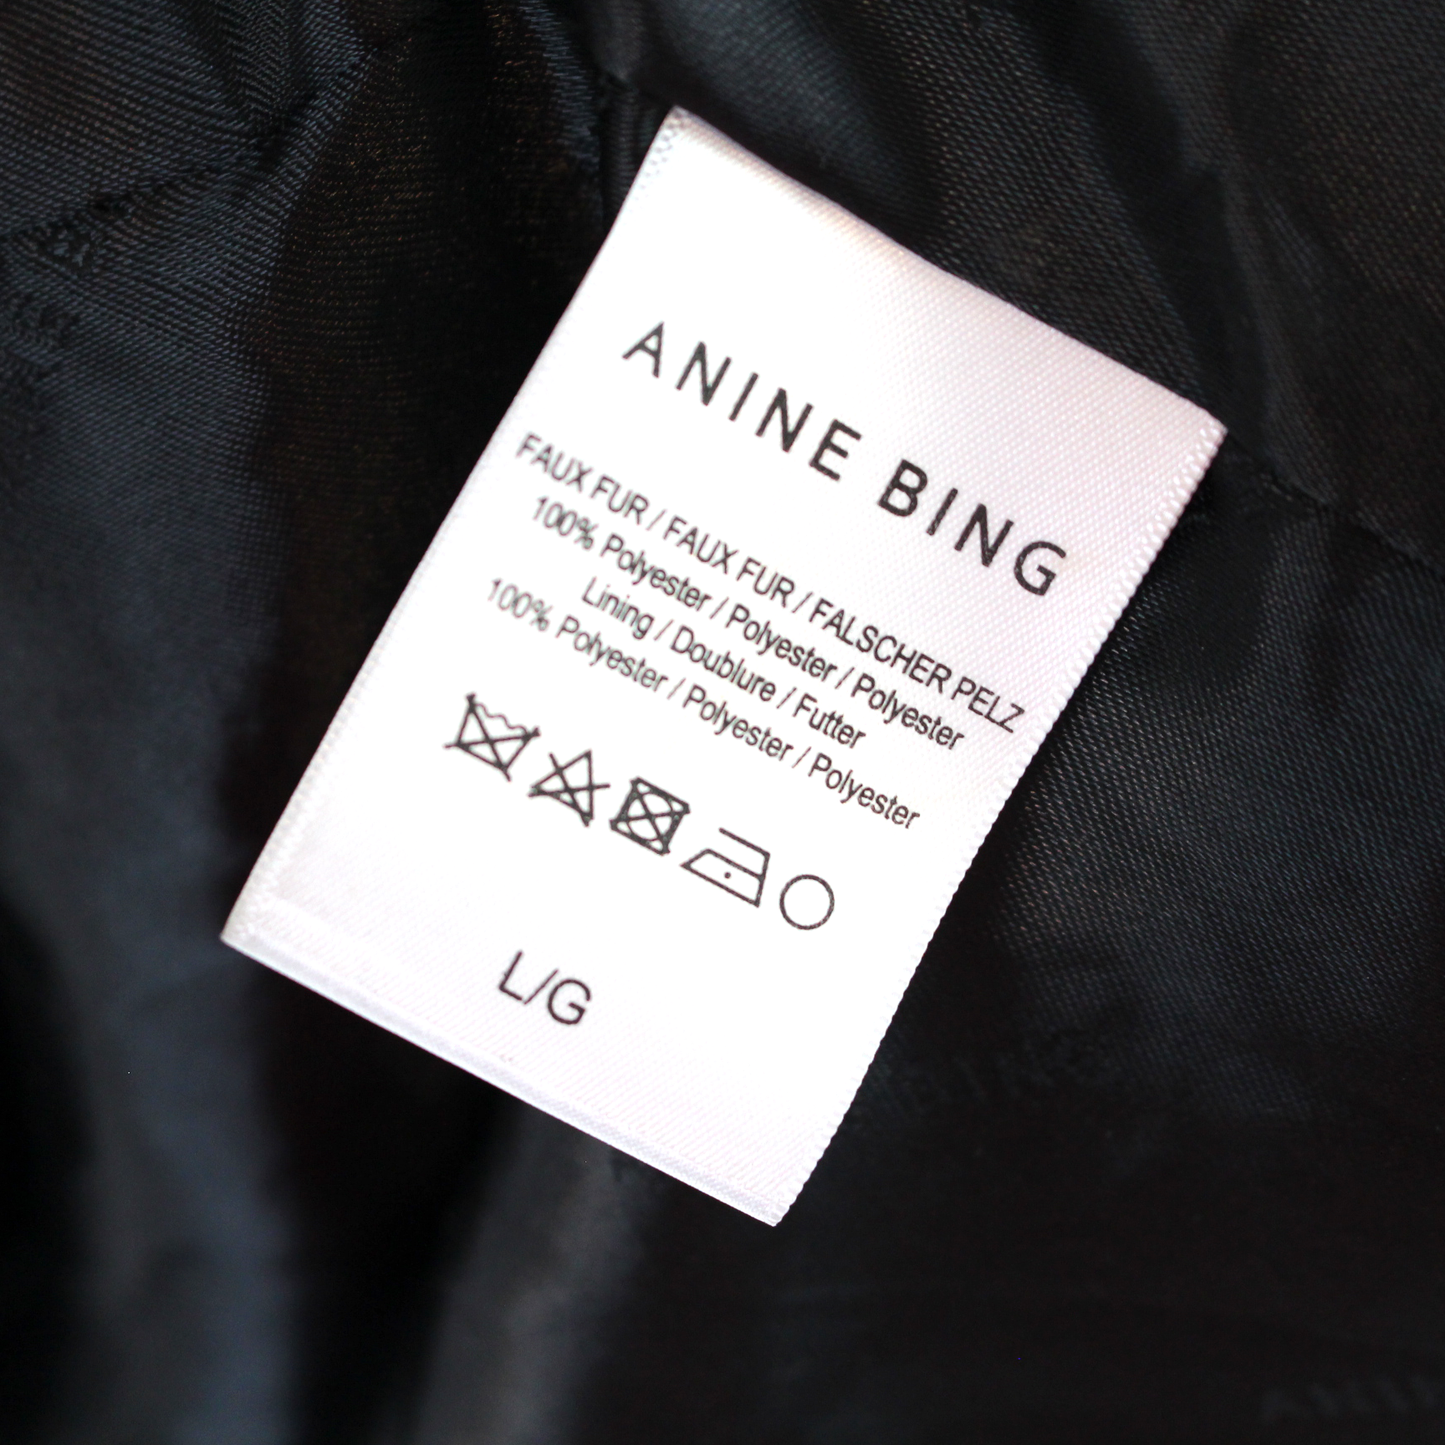 ANINE BING
FAUX FUR / FAUX FUR / FALSCHER PELZ
100% Polyester / Polyester / Polyester
Lining / Doublure / Futter
100% Polyester / Polyester / Polyester
L/G